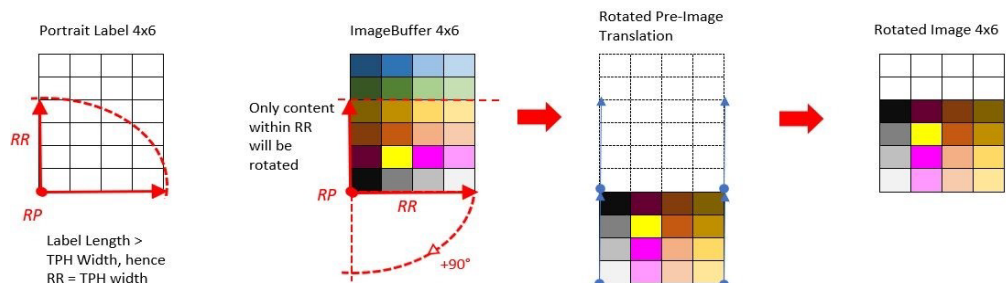 Portrait Label 4x6
RR
RP
Label Length >
TPH Width, hence
RR = TPH width
ImageBuffer 4x6
Only content
within RR
will be
rotated
RR
RP
RR
+90°
Rotated Pre-Image
Translation
Rotated Image 4x6